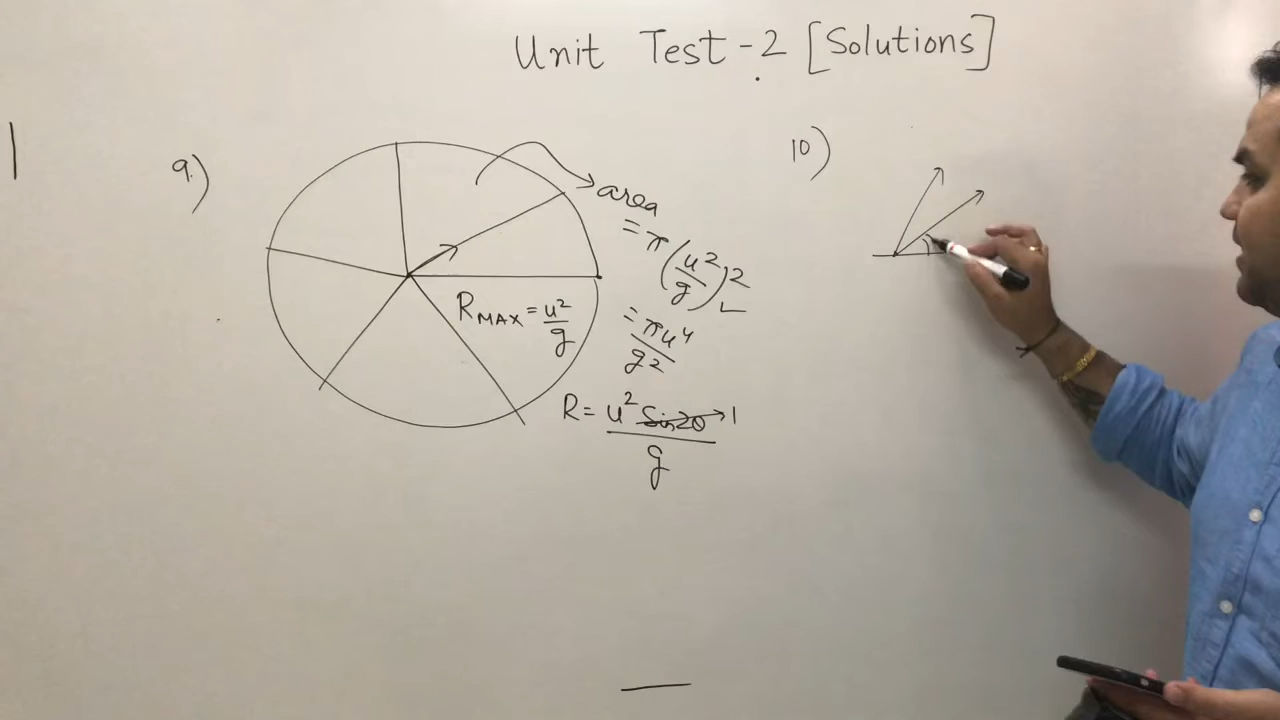 Unit Test-2 [Solutions]
9.)
area
= π(u²/g)²
= πu⁴/g²
R_MAX = u²/g
R = u² Sin2θ → 1 / g
10)